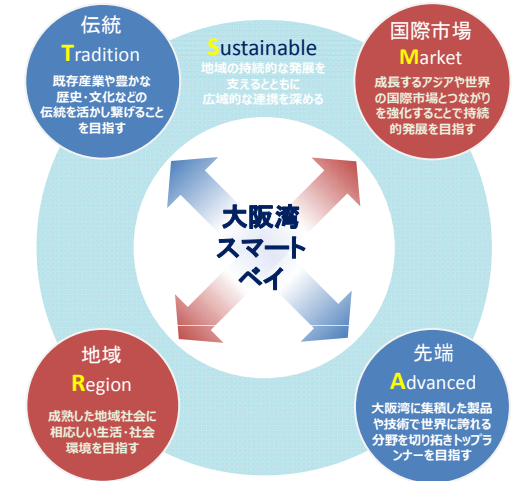 伝統
Tradition
既存産業や豊かな
歴史・文化などの
伝統を活かし繋げること
を目指す
Sustainable
地域の持続的な発展を
支えるとともに
広域的な連携を深める
国際市場
Market
成長するアジアや世界
の国際市場とつながり
を強化することで持続
的発展を目指す
大阪湾
スマート
ベイ
地域
Region
成熟した地域社会に
相応しい生活・社会
環境を目指す
先端
Advanced
大阪湾に集積した製品
や技術で世界に誇れる
分野を切り拓きトップラ
ンナーを目指す